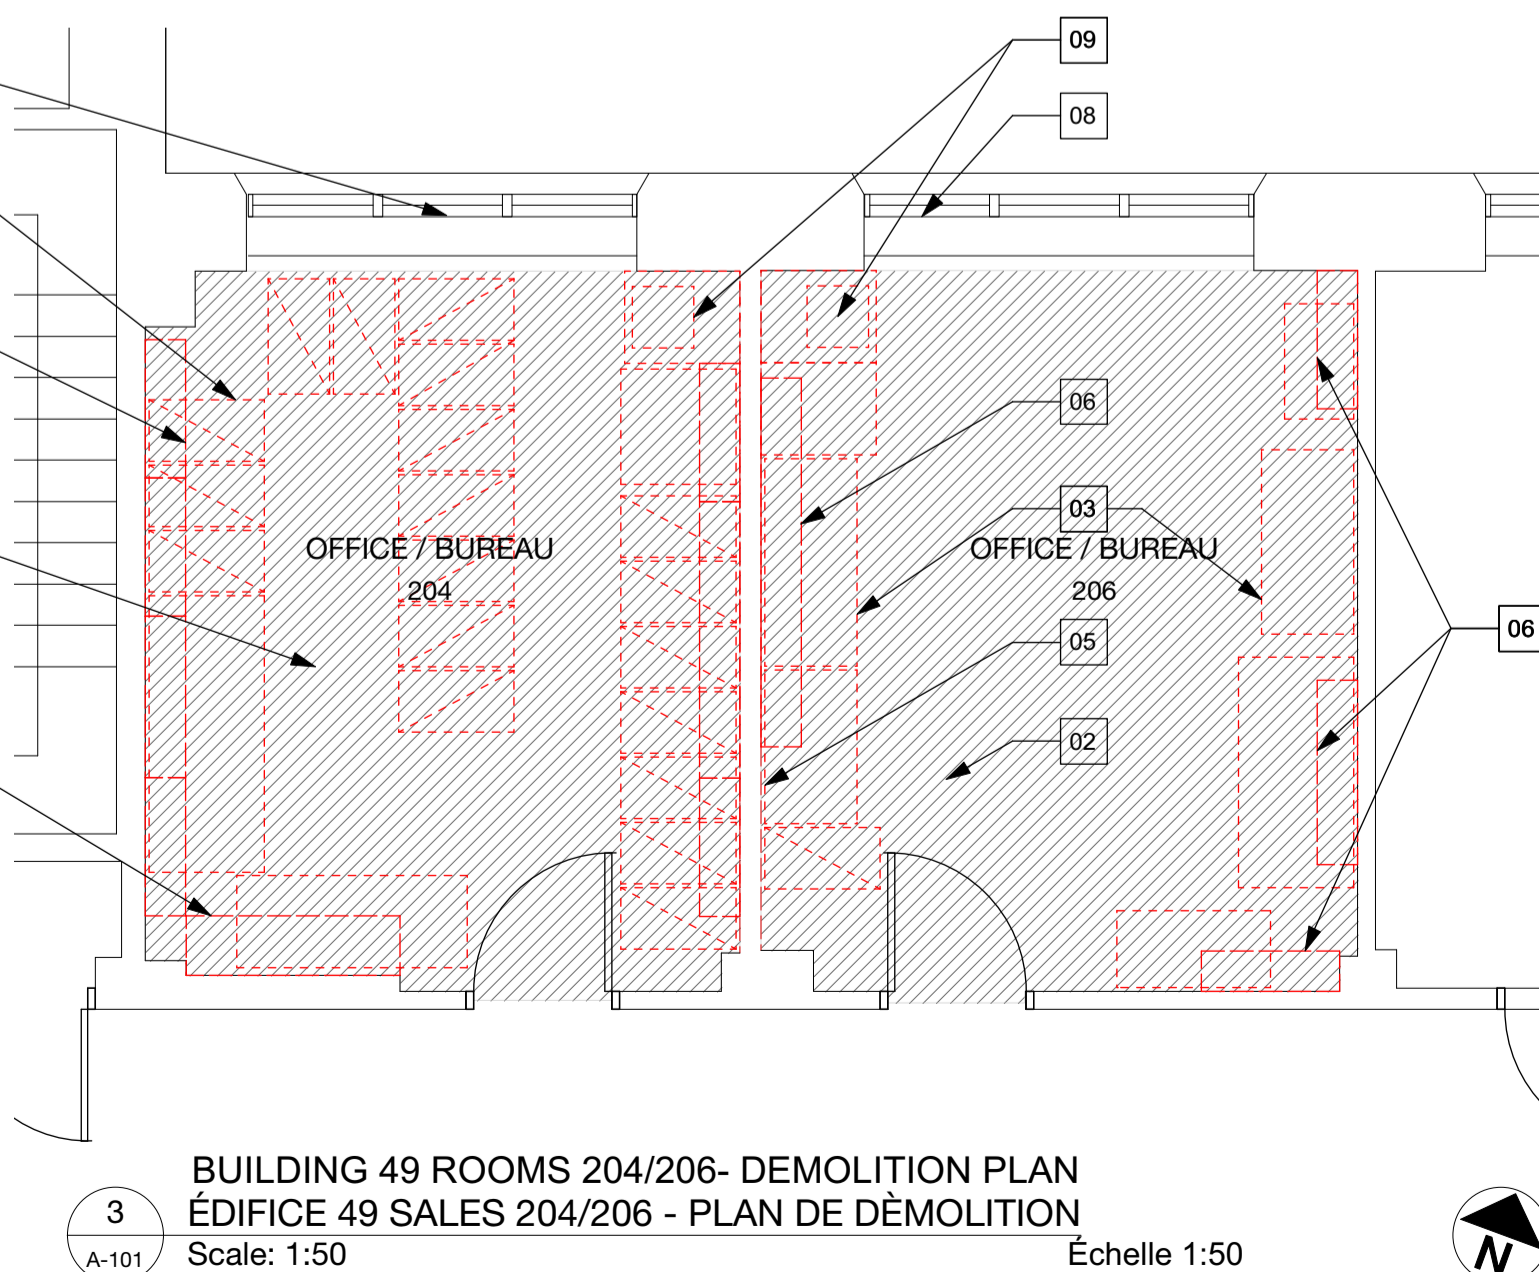 09
08
06
03
OFFICE / BUREAU
204
OFFICE / BUREAU
206
05
06
02
BUILDING 49 ROOMS 204/206- DEMOLITION PLAN
ÉDIFICE 49 SALES 204/206 - PLAN DE DÈMOLITION
3
A-101
Scale: 1:50
Échelle 1:50
N